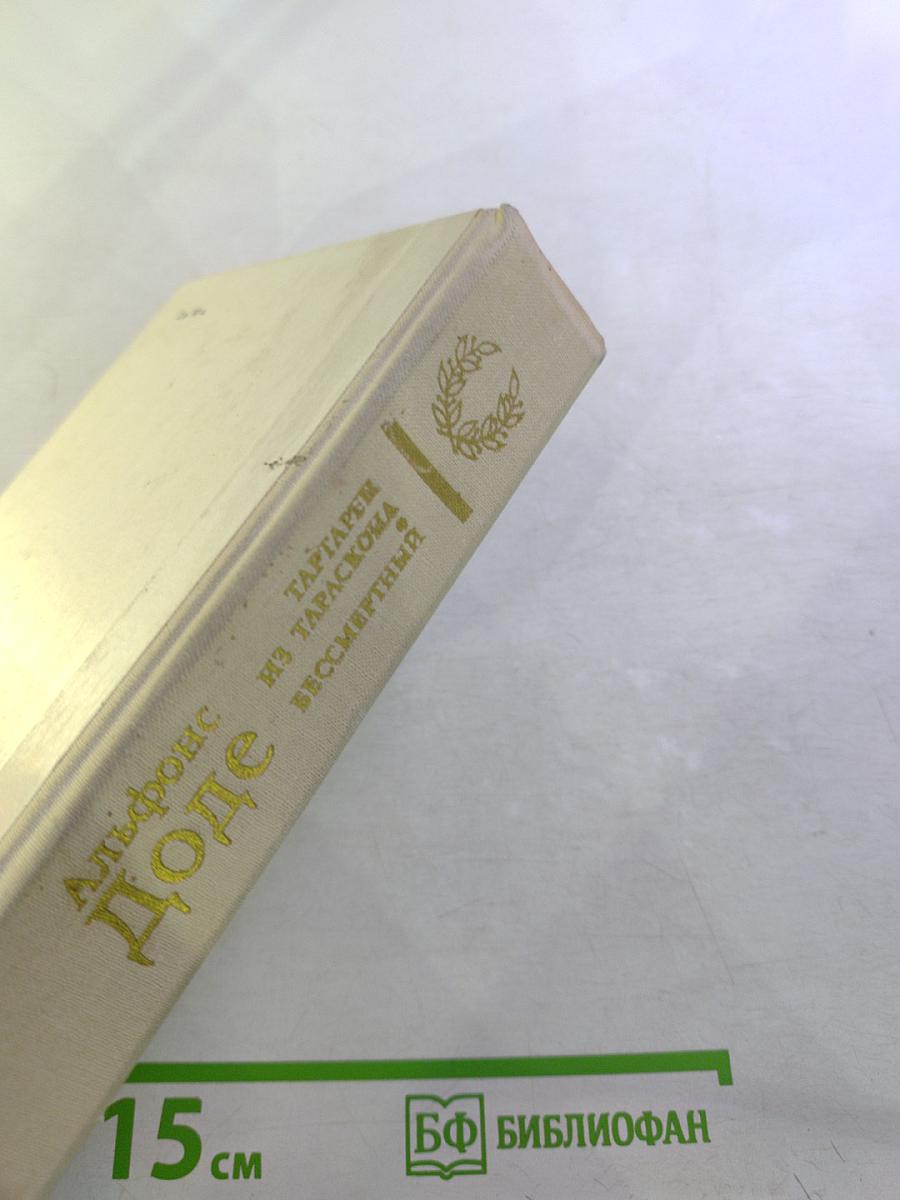 Альфонс
Доде
ТАРТАРЕН
ИЗ ТАРАСКОНА
БЕССМЕРТНЫЙ
15 см
БФ БИБЛИОФАН